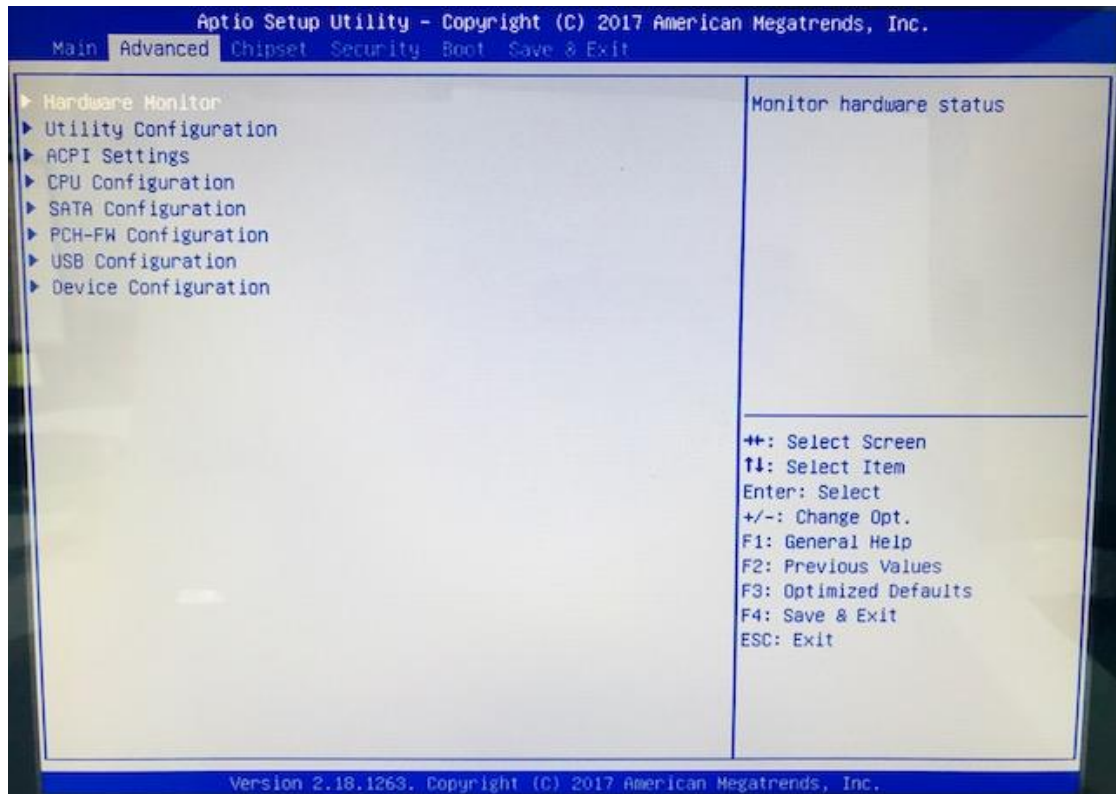 Aptio Setup Utility - Copyright (C) 2017 American Megatrends, Inc.
Main Advanced Chipset Security Boot Save & Exit
Hardware Monitor
Utility Configuration
ACPI Settings
CPU Configuration
SATA Configuration
PCH-FW Configuration
USB Configuration
Device Configuration
Monitor hardware status
→←: Select Screen
↑↓: Select Item
Enter: Select
+/-: Change Opt.
F1: General Help
F2: Previous Values
F3: Optimized Defaults
F4: Save & Exit
ESC: Exit
Version 2.18.1263. Copyright (C) 2017 American Megatrends, Inc.